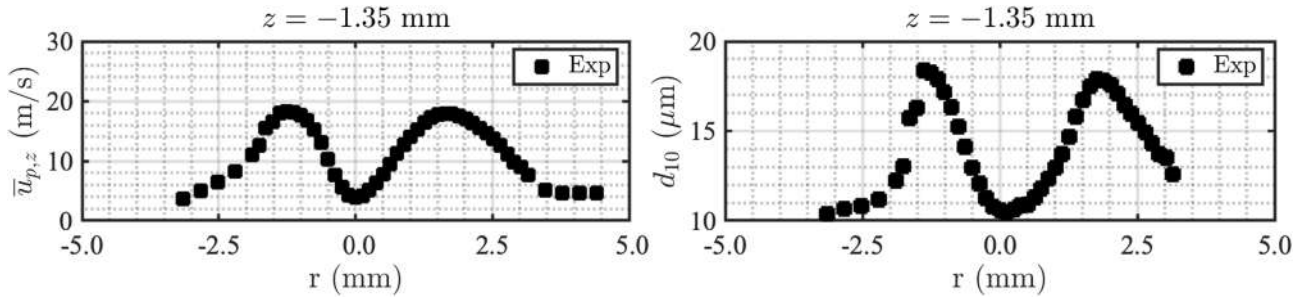 z = −1.35 mm
30
20
10
0
u̅ₚ,𝓏 (m/s)
Exp
-5.0 -2.5 0.0 2.5 5.0
r (mm)
z = −1.35 mm
20
15
10
d₁₀ (μm)
Exp
-5.0 -2.5 0.0 2.5 5.0
r (mm)